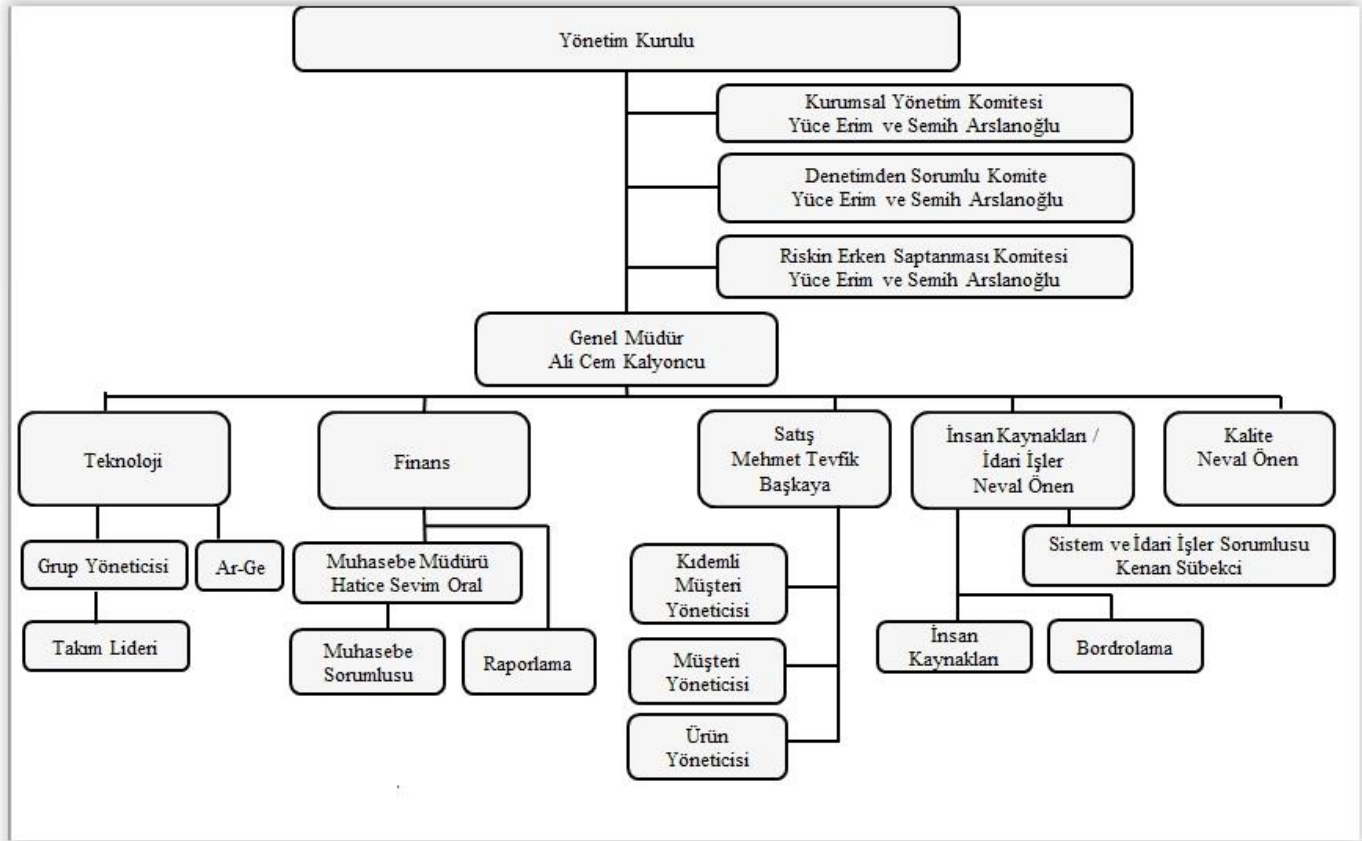 Yönetim Kurulu
Kurumsal Yönetim Komitesi
Yüce Erim ve Semih Arslanoğlu
Denetimden Sorumlu Komite
Yüce Erim ve Semih Arslanoğlu
Riskin Erken Saptanması Komitesi
Yüce Erim ve Semih Arslanoğlu
Genel Müdür
Ali Cem Kalyoncu
Teknoloji
Finans
Satış
Mehmet Tevfik
Başkaya
İnsan Kaynakları /
İdari İşler
Neval Önen
Kalite
Neval Önen
Grup Yöneticisi
Ar-Ge
Takım Lideri
Muhasebe Müdürü
Hatice Sevim Oral
Muhasebe
Sorumlusu
Raporlama
Kıdemli
Müşteri
Yöneticisi
Müşteri
Yöneticisi
Ürün
Yöneticisi
Sistem ve İdari İşler Sorumlusu
Kenan Sübekci
İnsan
Kaynakları
Bordrolama